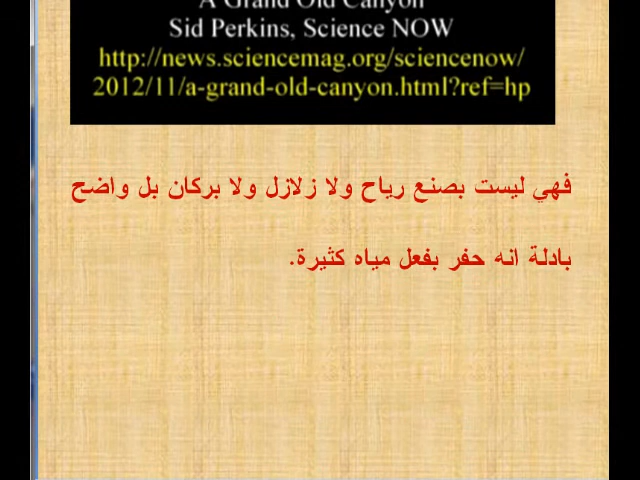 A Grand Old Canyon
Sid Perkins, Science NOW
http://news.sciencemag.org/sciencenow/
2012/11/a-grand-old-canyon.html?ref=hp
فهي ليست بصنع رياح ولا زلازل ولا بركان بل واضح
بادلة انه حفر بفعل مياه كثيرة.